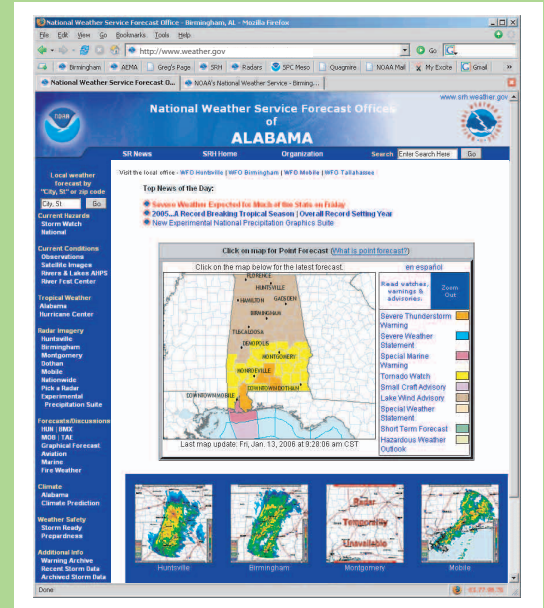 National Weather Service Forecast Office - Birmingham, AL - Mozilla Firefox
File Edit View Go Bookmarks Tools Help
http://www.weather.gov Go
Birmingham AEMA Greg's Page SRH Radars SPC Meso Quagmire NOAA Mail My Excite Gmail
National Weather Service Forecast O... NOAA's National Weather Service - Birming...
www.srh.weather.gov
National Weather Service Forecast Offices
of
ALABAMA
SR News SRH Home Organization Search Enter Search Here Go
Local weather
forecast by
"City, St" or zip code
City, St Go
Current Hazards
Storm Watch
National
Current Conditions
Observations
Satellite Images
Rivers & Lakes AHPS
River Fcst Center
Tropical Weather
Alabama
Hurricane Center
Radar Imagery
Huntsville
Birmingham
Montgomery
Dothan
Mobile
Nationwide
Pick a Radar
Experimental
Precipitation Suite
Forecasts/Discussions
HUN | BMX
MOB | TAE
Graphical Forecast
Aviation
Marine
Fire Weather
Climate
Alabama
Climate Prediction
Weather Safety
Storm Ready
Prepardness
Additional Info
Warning Archive
Recent Storm Data
Archived Storm Data
Visit the local office - WFO Huntsville | WFO Birmingham | WFO Mobile | WFO Tallahassee
Top News of the Day:
Severe Weather Expected for Much of the State on Friday
2005...A Record Breaking Tropical Season | Overall Record Setting Year
New Experimental National Precipitation Graphics Suite
Click on map for Point Forecast (What is point forecast?)
Click on the map below for the latest forecast.
FLORENCE
HUNTSVILLE
HAMILTON GADSDEN
BIRMINGHAM
TUSCALOOSA
DEMOPOLIS
MONTGOMERY
MONROEVILLE
DOWNTOWN DOTHAN
DOWNTOWN MOBILE
Last map update: Fri, Jan. 13, 2006 at 9:28:06 am CST
en español
Read watches,
warnings &
advisories.
Zoom
Out
Severe Thunderstorm
Warning
Severe Weather
Statement
Special Marine
Warning
Tornado Watch
Small Craft Advisory
Lake Wind Advisory
Special Weather
Statement
Short Term Forecast
Hazardous Weather
Outlook
Radar
Temporarily
Unavailable
Huntsville Birmingham Montgomery Mobile
Done